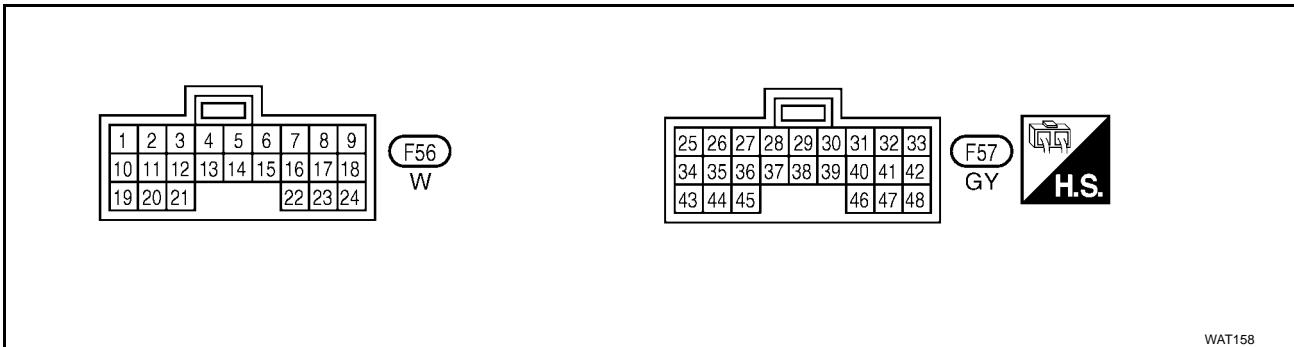 1 2 3 4 5 6 7 8 9
10 11 12 13 14 15 16 17 18
19 20 21 22 23 24
F56
W
25 26 27 28 29 30 31 32 33
34 35 36 37 38 39 40 41 42
43 44 45 46 47 48
F57
GY
H.S.
WAT158